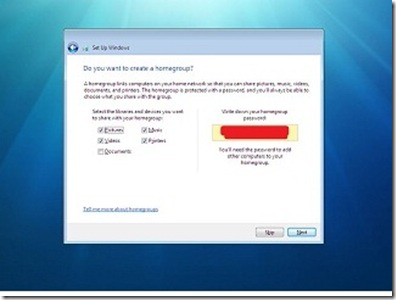 Set Up Windows
Do you want to create a homegroup?
A homegroup links computers on your home network so that you can share pictures, music, videos,
documents, and printers. The homegroup is protected with a password, and you'll always be able to
choose what you share with the group.
Select the libraries and devices you want
to share with your homegroup:
Pictures
Music
Videos
Printers
Documents
Write down your homegroup
password:
You'll need the password to add
other computers to your
homegroup.
Tell me more about homegroups
Skip
Next